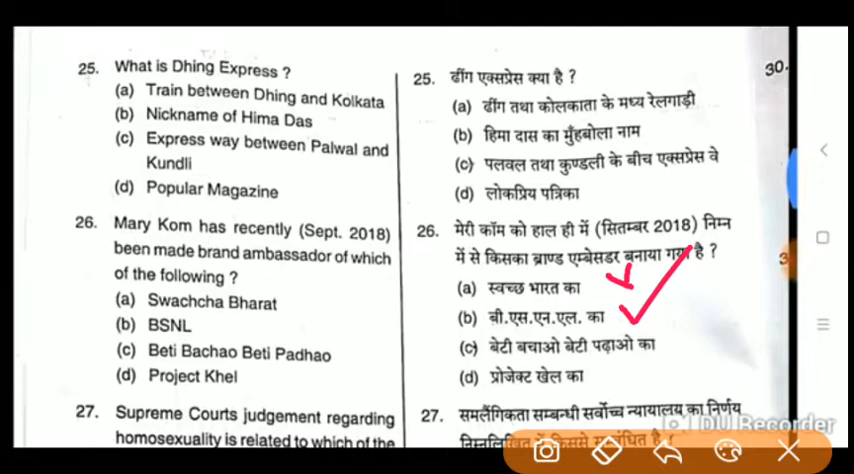 25. What is Dhing Express ?
(a) Train between Dhing and Kolkata
(b) Nickname of Hima Das
(c) Express way between Palwal and
Kundli
(d) Popular Magazine
26. Mary Kom has recently (Sept. 2018)
been made brand ambassador of which
of the following ?
(a) Swachcha Bharat
(b) BSNL
(c) Beti Bachao Beti Padhao
(d) Project Khel
27. Supreme Courts judgement regarding
homosexuality is related to which of the
25. ढींग एक्सप्रेस क्या है ?
(a) ढींग तथा कोलकाता के मध्य रेलगाड़ी
(b) हिमा दास का मुँहबोला नाम
(c) पलवल तथा कुण्डली के बीच एक्सप्रेस वे
(d) लोकप्रिय पत्रिका
26. मेरी कॉम को हाल ही में (सितम्बर 2018) निम्न
में से किसका ब्राण्ड एम्बेसडर बनाया गया है ?
(a) स्वच्छ भारत का
(b) बी.एस.एन.एल. का
(c) बेटी बचाओ बेटी पढ़ाओ का
(d) प्रोजेक्ट खेल का
27. समलैंगिकता सम्बन्धी सर्वोच्च न्यायालय का निर्णय
निम्नलिखित में किससे
30.
3
DU Recorder